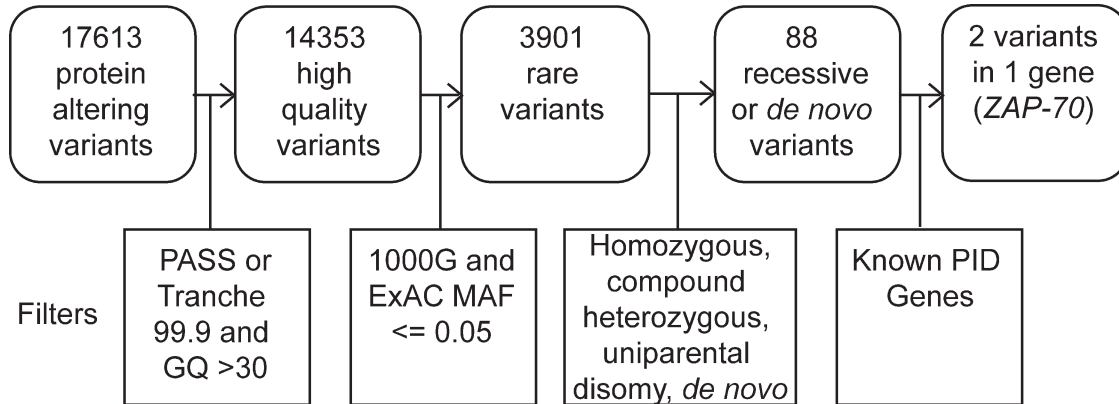 17613
protein
altering
variants
14353
high
quality
variants
3901
rare
variants
88
recessive
or de novo
variants
2 variants
in 1 gene
(ZAP-70)
Filters
PASS or
Tranche
99.9 and
GQ >30
1000G and
ExAC MAF
<= 0.05
Homozygous,
compound
heterozygous,
uniparental
disomy, de novo
Known PID
Genes